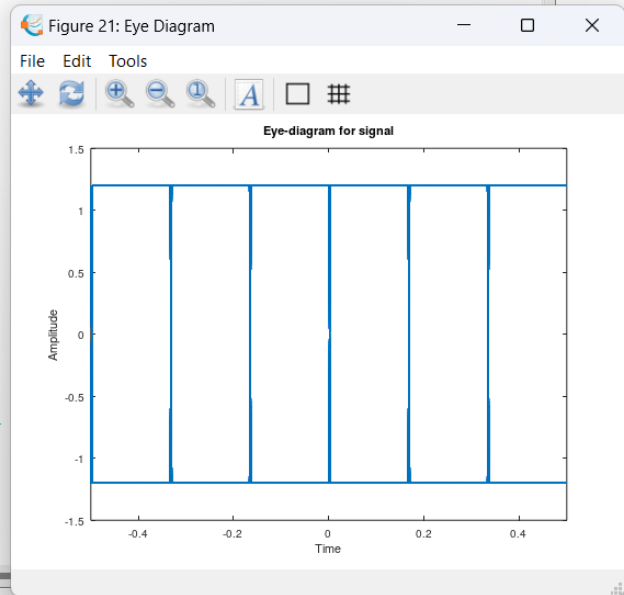 Figure 21: Eye Diagram
File Edit Tools
A
Eye-diagram for signal
1.5
1
0.5
0
-0.5
-1
-1.5
Amplitude
-0.4 -0.2 0 0.2 0.4
Time